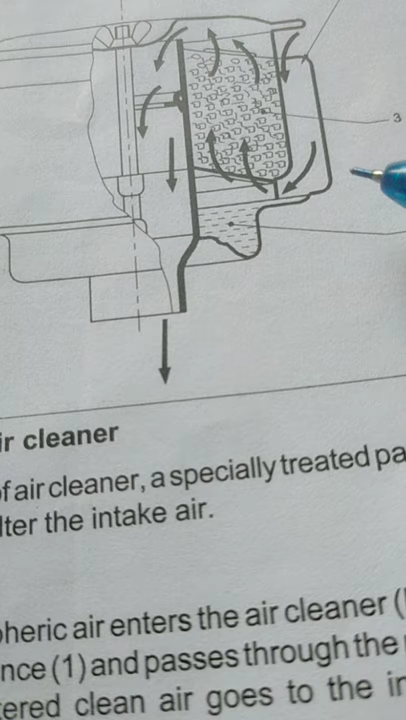 3
ir cleaner
f air cleaner, a specially treated pa
lter the intake air.
heric air enters the air cleaner (
nce (1) and passes through the
ered clean air goes to the in